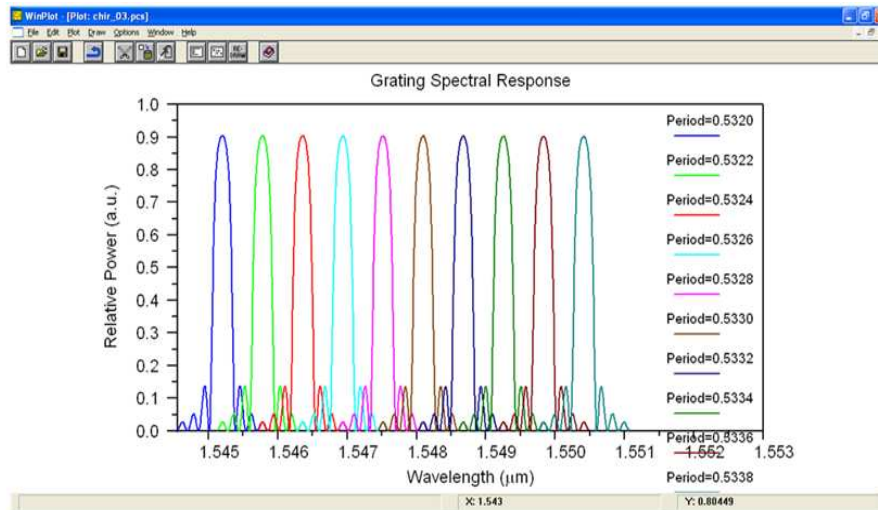 WinPlot - [Plot: chir_03.pcs]
File Edit Plot Draw Options Window Help
RE-DRAW
Grating Spectral Response
1.0
0.9
0.8
0.7
0.6
0.5
0.4
0.3
0.2
0.1
0.0
Relative Power (a.u.)
Period=0.5320
Period=0.5322
Period=0.5324
Period=0.5326
Period=0.5328
Period=0.5330
Period=0.5332
Period=0.5334
Period=0.5336
Period=0.5338
1.545 1.546 1.547 1.548 1.549 1.550 1.551 1.552 1.553
Wavelength (μm)
X: 1.543 Y: 0.80449